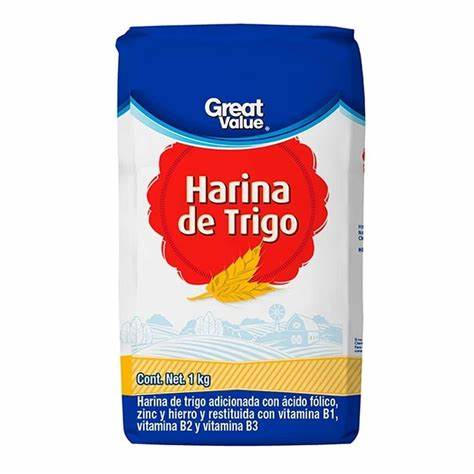 Great
Value®
Harina
de Trigo
Cont. Net. 1 kg
Harina de trigo adicionada con ácido fólico,
zinc y hierro y restituida con vitamina B1,
vitamina B2 y vitamina B3